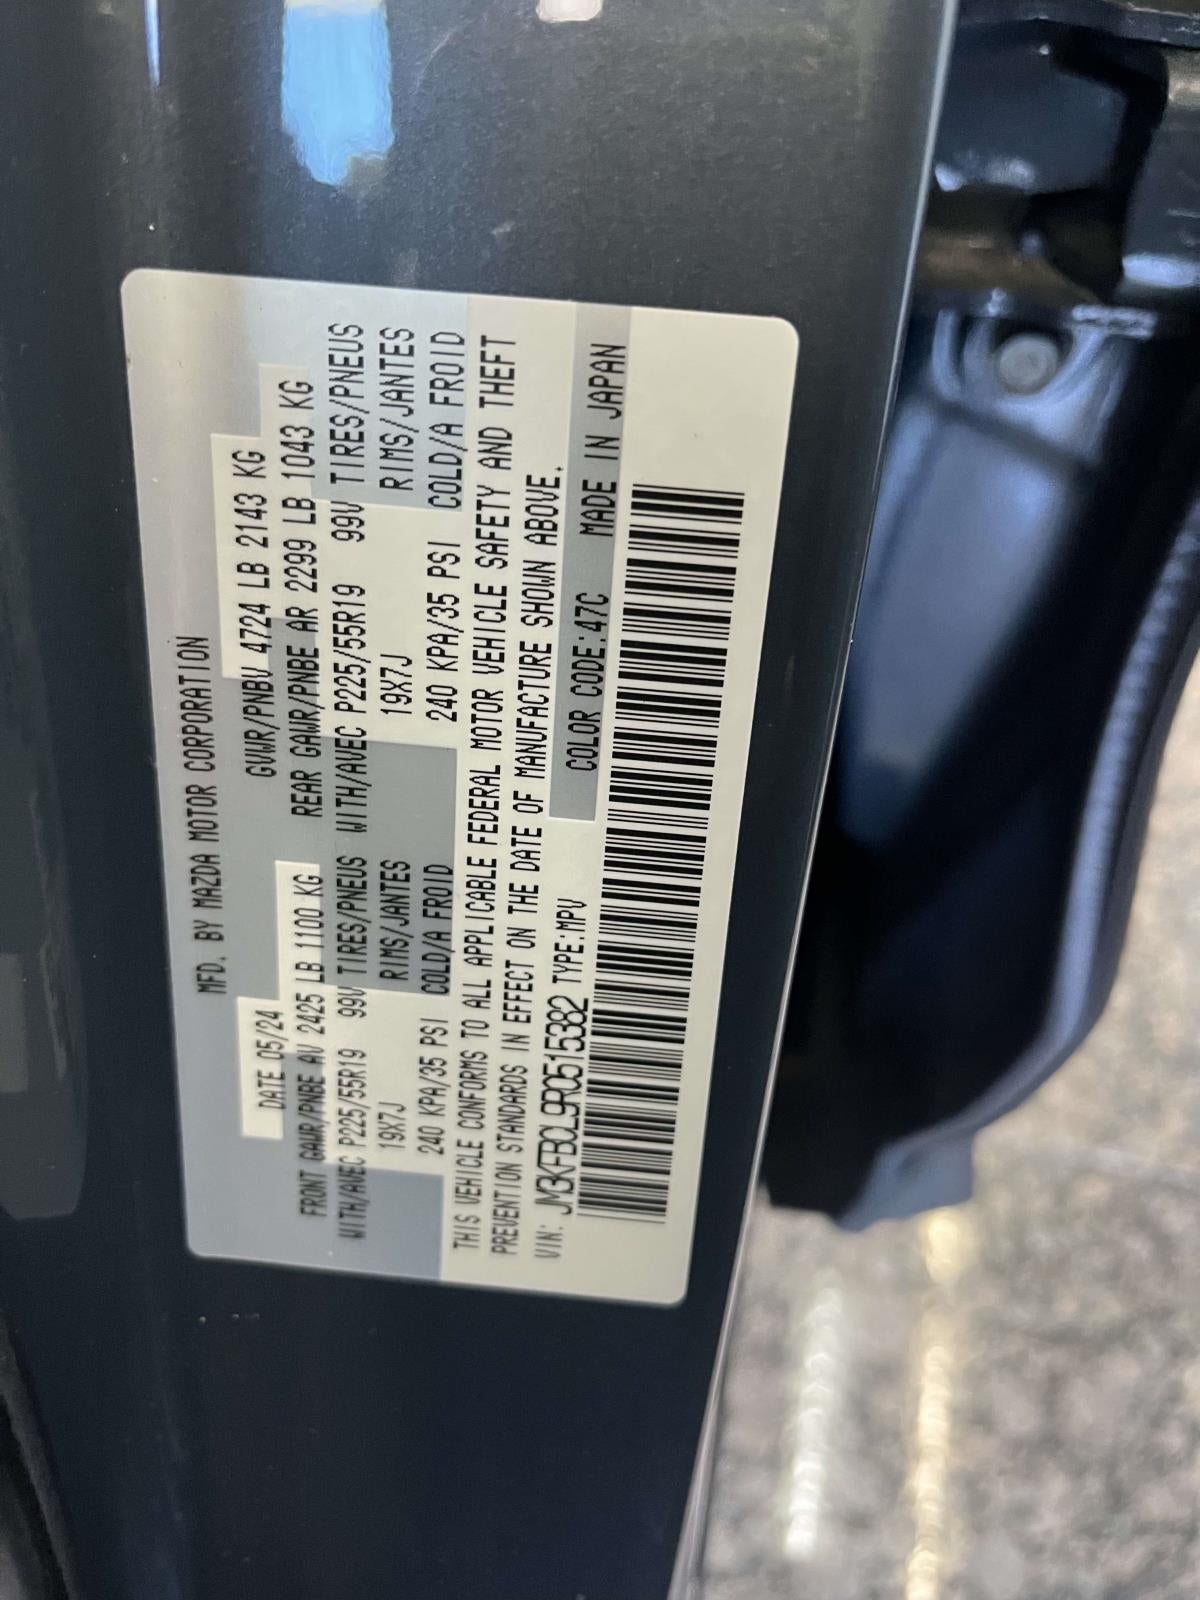 MFD. BY MAZDA MOTOR CORPORATION
DATE 05/24 GVWR/PNBV 4724 LB 2143 KG
FRONT GAWR/PNBE AV 2425 LB 1100 KG REAR GAWR/PNBE AR 2299 LB 1043 KG
WITH/AVEC P225/55R19 99V TIRES/PNEUS WITH/AVEC P225/55R19 99V TIRES/PNEUS
19X7J RIMS/JANTES 19X7J RIMS/JANTES
240 KPA/35 PSI COLD/A FROID 240 KPA/35 PSI COLD/A FROID
THIS VEHICLE CONFORMS TO ALL APPLICABLE FEDERAL MOTOR VEHICLE SAFETY AND THEFT
PREVENTION STANDARDS IN EFFECT ON THE DATE OF MANUFACTURE SHOWN ABOVE.
VIN: JM3KFBDL9R0515382 TYPE:MPV COLOR CODE:47C MADE IN JAPAN